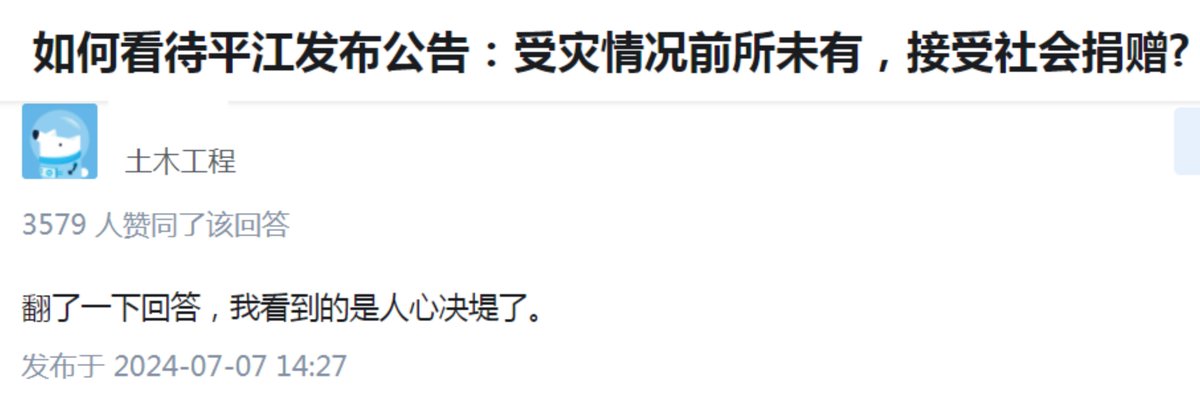 如何看待平江发布公告：受灾情况前所未有，接受社会捐赠?
土木工程
3579 人赞同了该回答
翻了一下回答，我看到的是人心决堤了。
发布于 2024-07-07 14:27